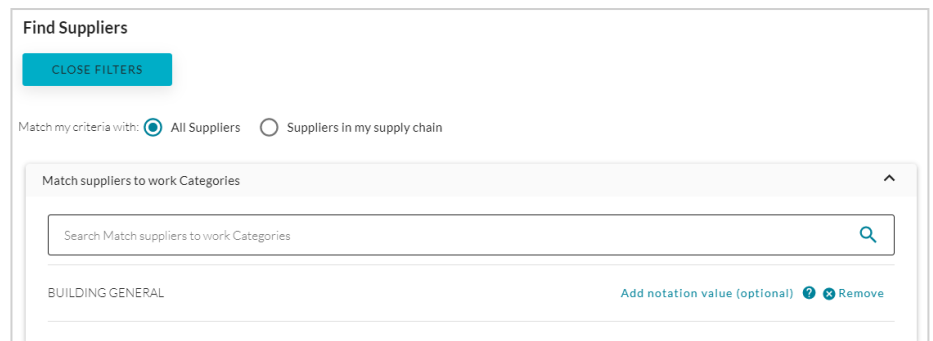 Find Suppliers
CLOSE FILTERS
Match my criteria with: All Suppliers Suppliers in my supply chain
Match suppliers to work Categories
Search Match suppliers to work Categories
BUILDING GENERAL Add notation value (optional) ? Remove